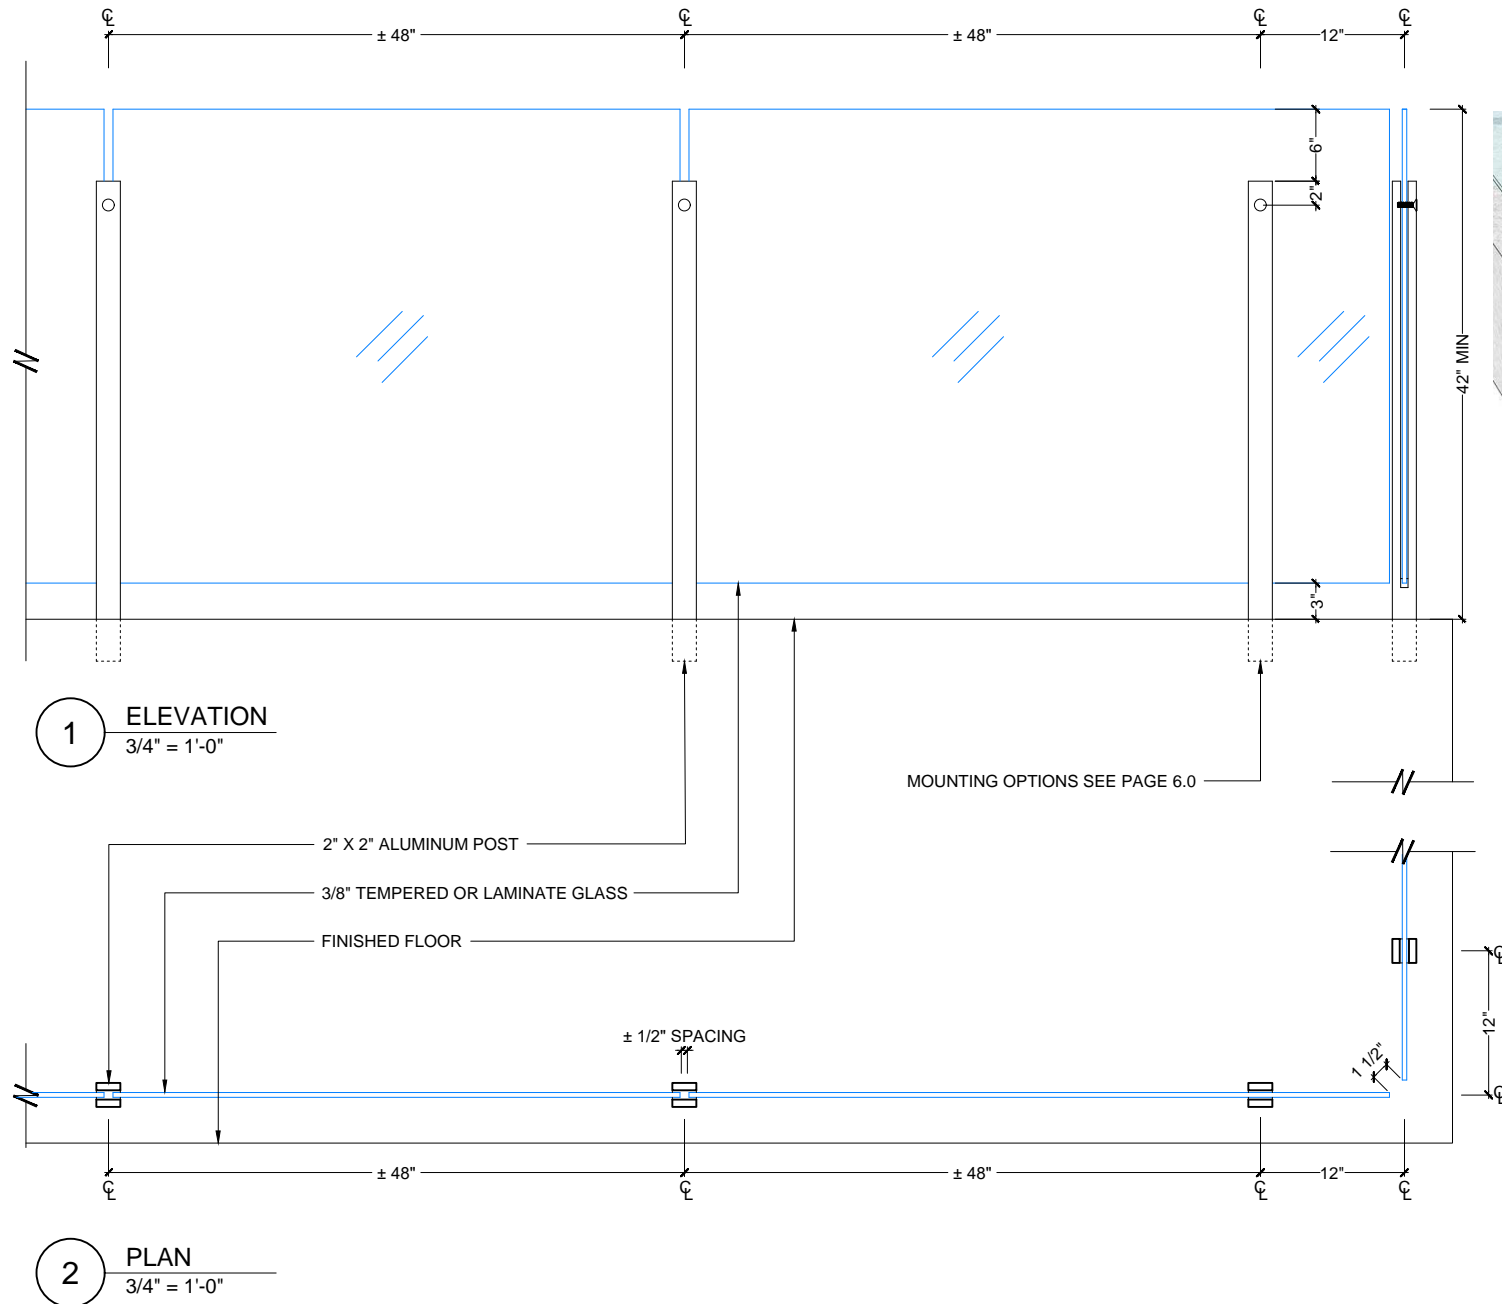 ℄ ℄ ℄ ℄
± 48" ± 48" 12"
6"
2"
42" MIN
3"
1 ELEVATION
3/4" = 1'-0"
MOUNTING OPTIONS SEE PAGE 6.0
2" X 2" ALUMINUM POST
3/8" TEMPERED OR LAMINATE GLASS
FINISHED FLOOR
℄
12"
± 1/2" SPACING
1 1/2"
℄
± 48" ± 48" 12"
℄ ℄ ℄ ℄
2 PLAN
3/4" = 1'-0"